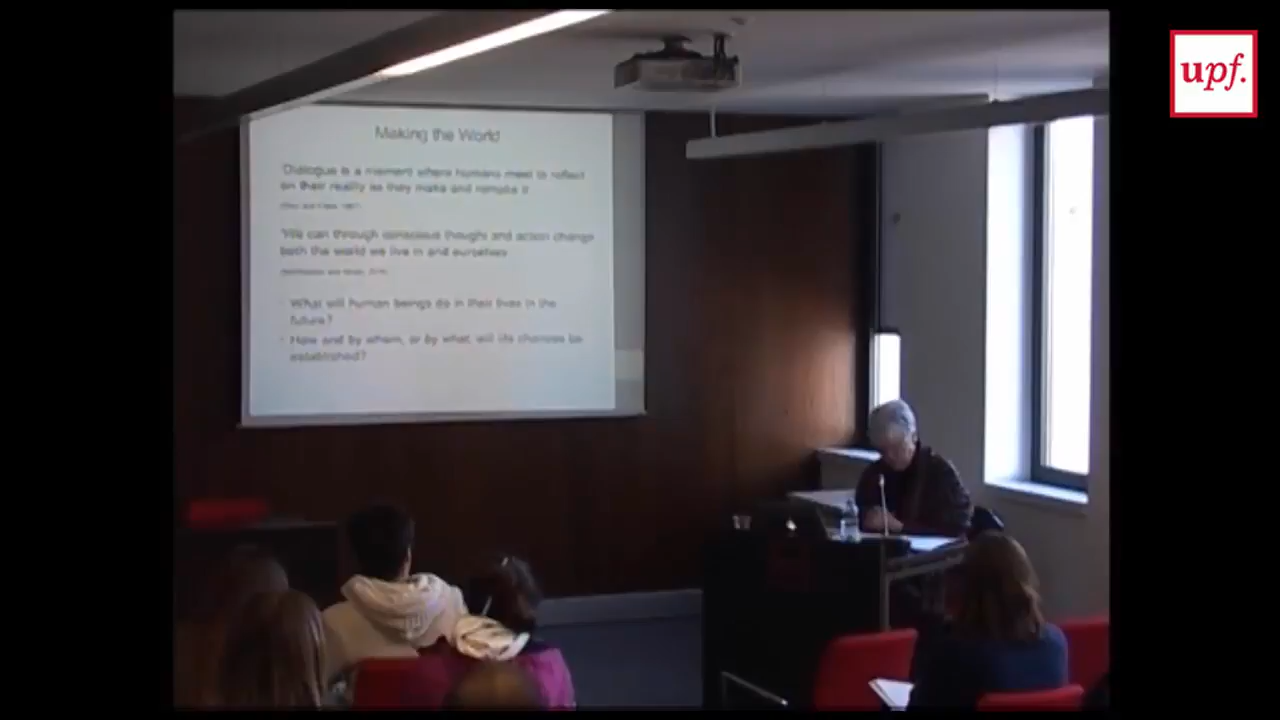 upf.
Making the World
'Dialogue is a moment where humans meet to reflect
on their reality as they make and remake it
'We can through conscious thought and action change
both the world we live in and ourselves
What will human beings do in their lives in the
future?
How and by whom, or by what, will life chances be
established?